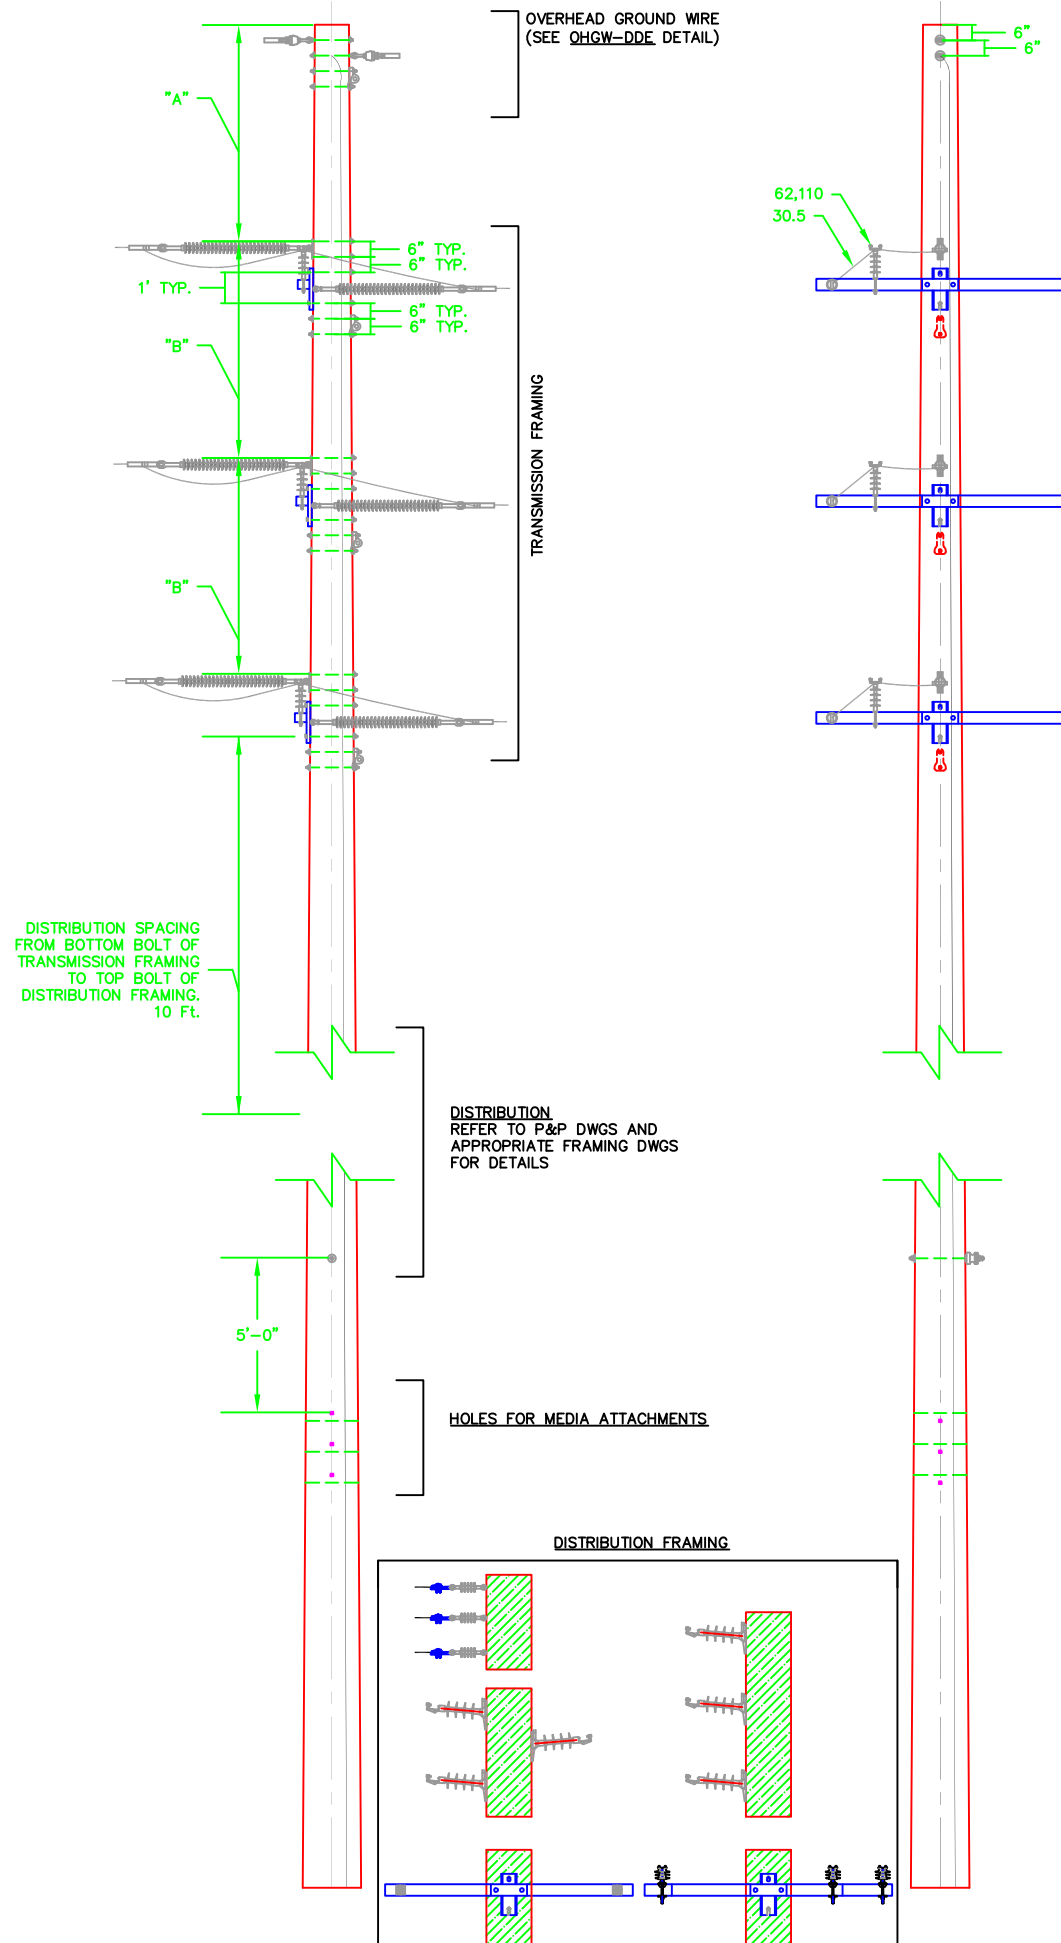 OVERHEAD GROUND WIRE
(SEE OHGW-DDE DETAIL)
6"
6"
"A"
62,110
30.5
6" TYP.
6" TYP.
1' TYP.
6" TYP.
6" TYP.
"B"
TRANSMISSION FRAMING
"B"
DISTRIBUTION SPACING
FROM BOTTOM BOLT OF
TRANSMISSION FRAMING
TO TOP BOLT OF
DISTRIBUTION FRAMING.
10 Ft.
DISTRIBUTION
REFER TO P&P DWGS AND
APPROPRIATE FRAMING DWGS
FOR DETAILS
5'-0"
HOLES FOR MEDIA ATTACHMENTS
DISTRIBUTION FRAMING